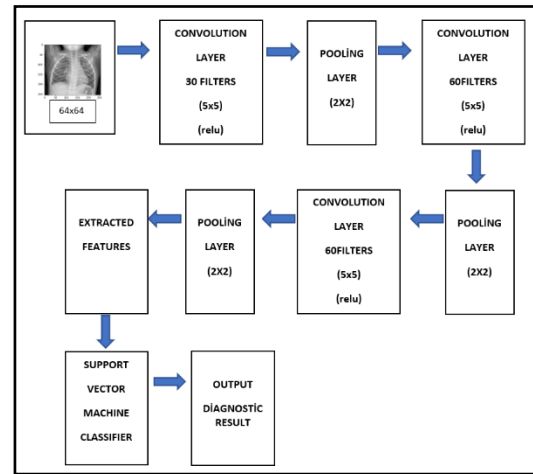 64x64
CONVOLUTION
LAYER
30 FILTERS
(5x5)
(relu)
POOLİNG
LAYER
(2X2)
CONVOLUTION
LAYER
60FILTERS
(5x5)
(relu)
POOLİNG
LAYER
(2X2)
CONVOLUTION
LAYER
60FILTERS
(5x5)
(relu)
POOLİNG
LAYER
(2X2)
EXTRACTED
FEATURES
SUPPORT
VECTOR
MACHINE
CLASSIFIER
OUTPUT
DİAGNOSTIC
RESULT